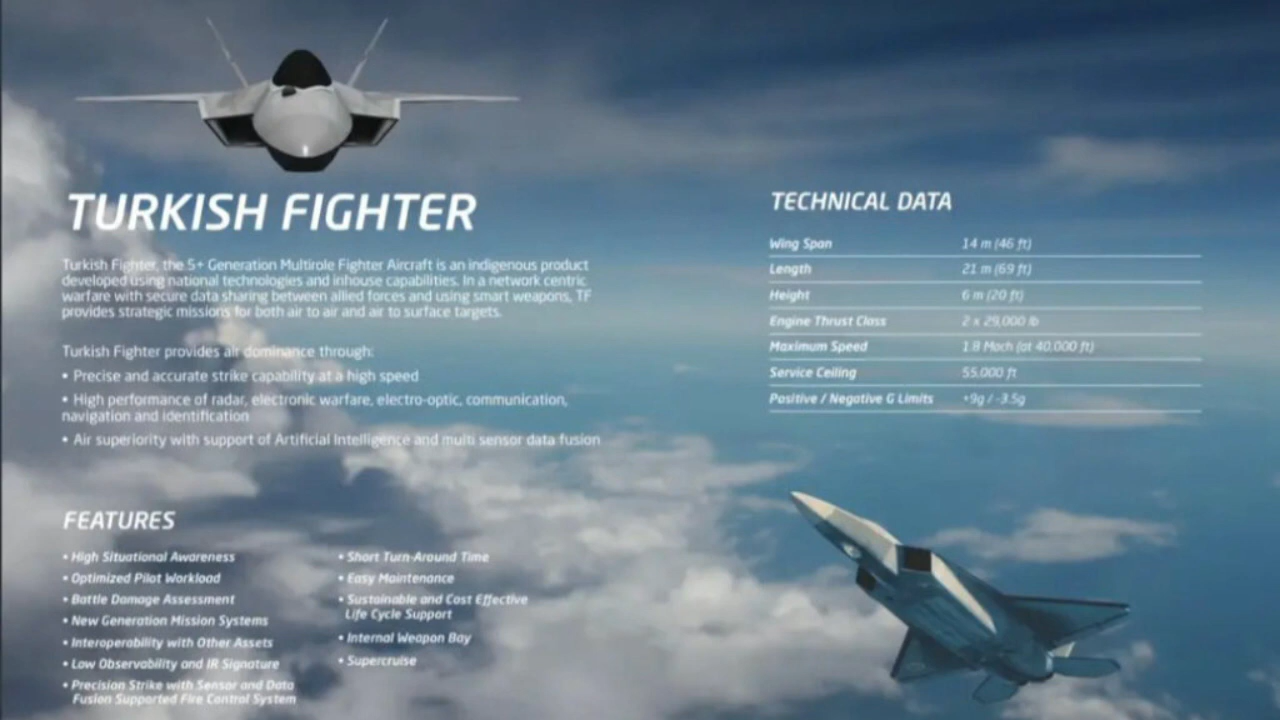 TURKISH FIGHTER
Turkish Fighter, the 5+ Generation Multirole Fighter Aircraft is an indigenous product
developed using national technologies and inhouse capabilities. In a network centric
warfare with secure data sharing between allied forces and using smart weapons, TF
provides strategic missions for both air to air and air to surface targets.
Turkish Fighter provides air dominance through:
• Precise and accurate strike capability at a high speed
• High performance of radar, electronic warfare, electro-optic, communication,
navigation and identification
• Air superiority with support of Artificial Intelligence and multi sensor data fusion
FEATURES
• High Situational Awareness
• Optimized Pilot Workload
• Battle Damage Assessment
• New Generation Mission Systems
• Interoperability with Other Assets
• Low Observability and IR Signature
• Precision Strike with Sensor and Data
Fusion Supported Fire Control System
• Short Turn-Around Time
• Easy Maintenance
• Sustainable and Cost Effective
Life Cycle Support
• Internal Weapon Bay
• Supercruise
TECHNICAL DATA
Wing Span 14 m (46 ft)
Length 21 m (69 ft)
Height 6 m (20 ft)
Engine Thrust Class 2 x 29,000 lb
Maximum Speed 1.8 Mach (at 40,000 ft)
Service Ceiling 55,000 ft
Positive / Negative G Limits +9g / -3.5g